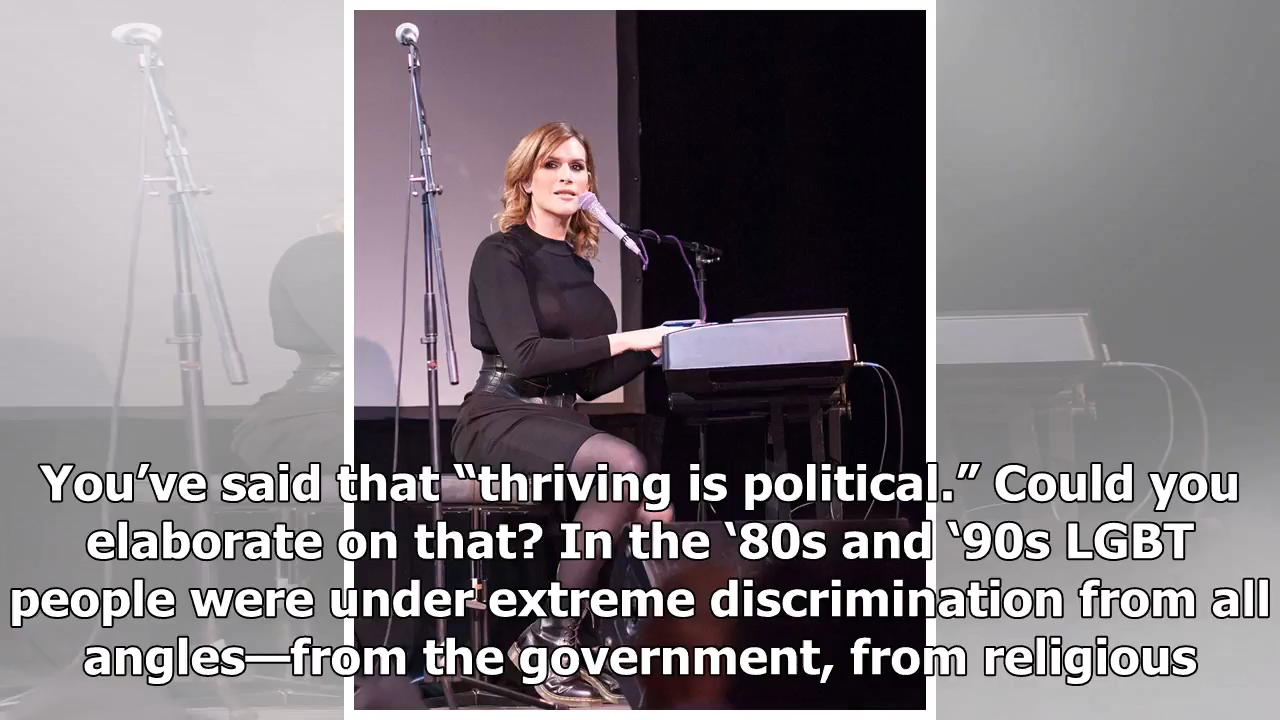 You’ve said that “thriving is political.” Could you
elaborate on that? In the ‘80s and ‘90s LGBT
people were under extreme discrimination from all
angles—from the government, from religious